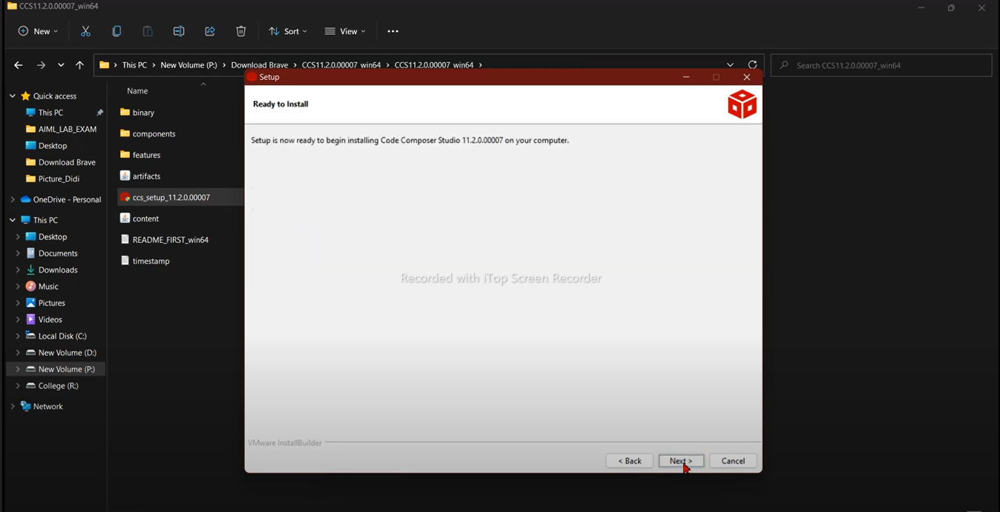 CCS11.2.0.00007_win64
New
Sort
View
This PC > New Volume (P:) > Download Brave > CCS11.2.0.00007_win64 > CCS11.2.0.00007_win64 >
Search CCS11.2.0.00007_win64
Quick access
This PC
AIML_LAB_EXAM
Desktop
Download Brave
Picture_Didi
OneDrive - Personal
This PC
Desktop
Documents
Downloads
Music
Pictures
Videos
Local Disk (C:)
New Volume (D:)
New Volume (P:)
College (R:)
Network
Name
binary
components
features
artifacts
ccs_setup_11.2.0.00007
content
README_FIRST_win64
timestamp
Setup
Ready to Install
Setup is now ready to begin installing Code Composer Studio 11.2.0.00007 on your computer.
Recorded with iTop Screen Recorder
VMware InstallBuilder
< Back
Next >
Cancel